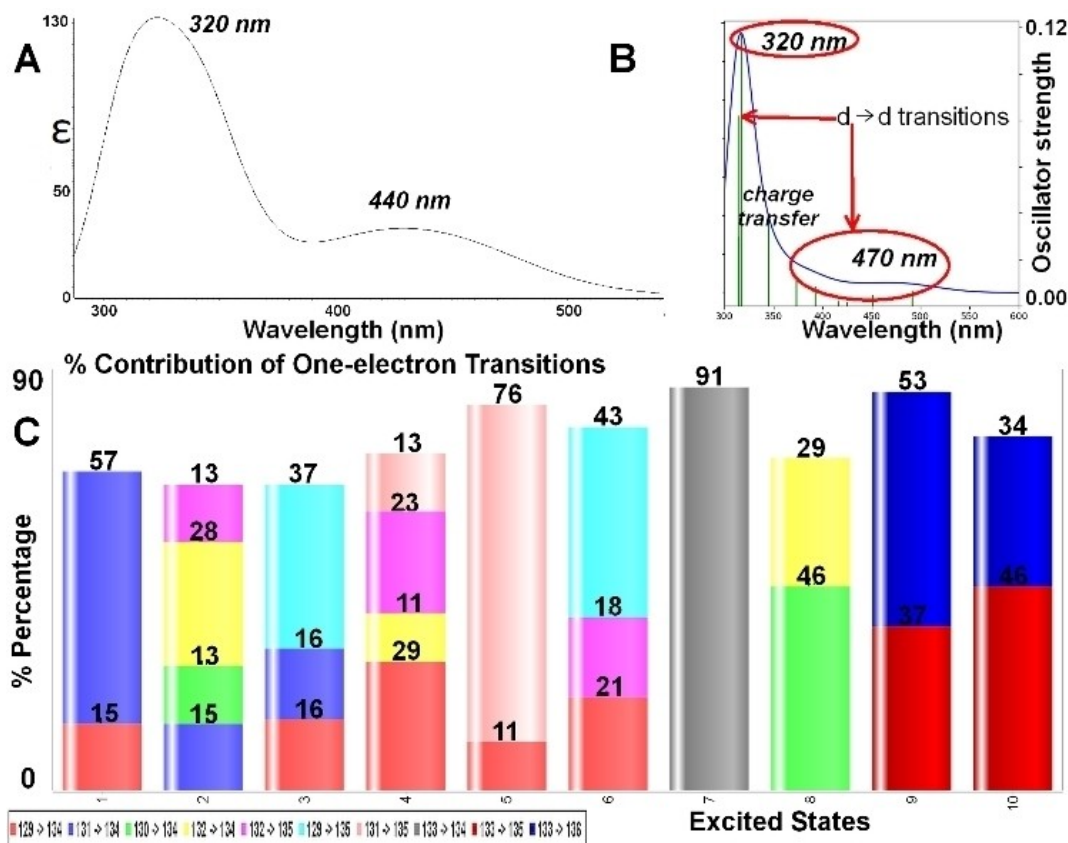 A
130
320 nm
ε
50
440 nm
0
300
400
500
Wavelength (nm)
B
320 nm
0.12
d → d transitions
charge
transfer
470 nm
Oscillator strength
0.00
300 350 400 450 500 550 600
Wavelength (nm)
% Contribution of One-electron Transitions
90
C
% Percentage
0
57
15
13
28
13
15
37
16
16
13
23
11
29
76
11
43
18
21
91
29
46
53
37
34
46
1 2 3 4 5 6 7 8 9 10
Excited States
129 -> 134 131 -> 134 130 -> 134 132 -> 134 132 -> 135 129 -> 135 131 -> 135 133 -> 134 133 -> 135 133 -> 136